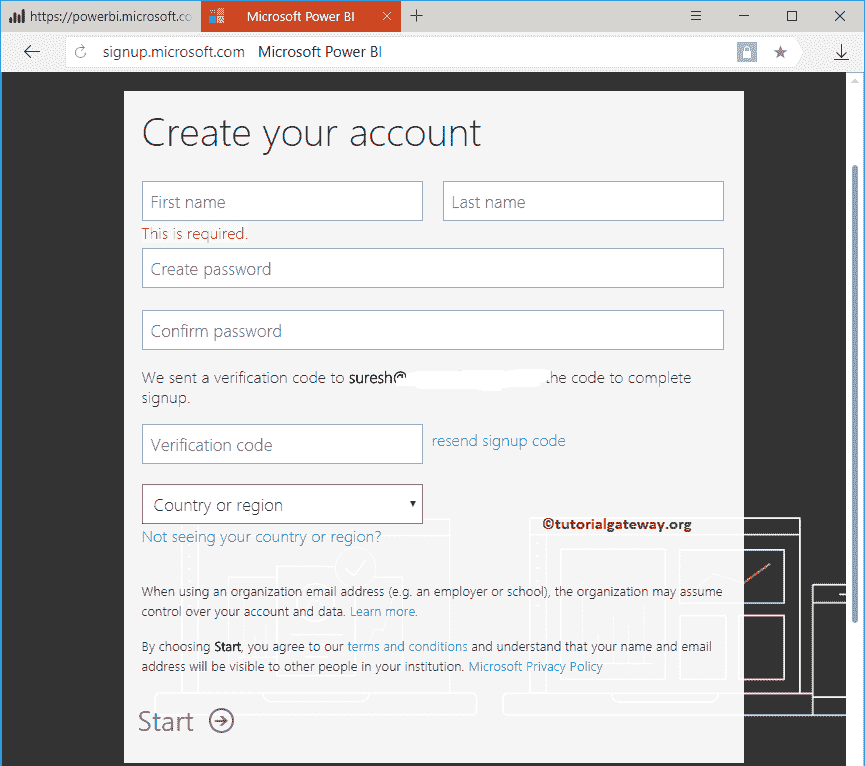 https://powerbi.microsoft.co Microsoft Power BI
signup.microsoft.com Microsoft Power BI
Create your account
First name Last name
This is required.
Create password
Confirm password
We sent a verification code to suresh@ the code to complete
signup.
Verification code resend signup code
Country or region
©tutorialgateway.org
Not seeing your country or region?
When using an organization email address (e.g. an employer or school), the organization may assume
control over your account and data. Learn more.
By choosing Start, you agree to our terms and conditions and understand that your name and email
address will be visible to other people in your institution. Microsoft Privacy Policy
Start